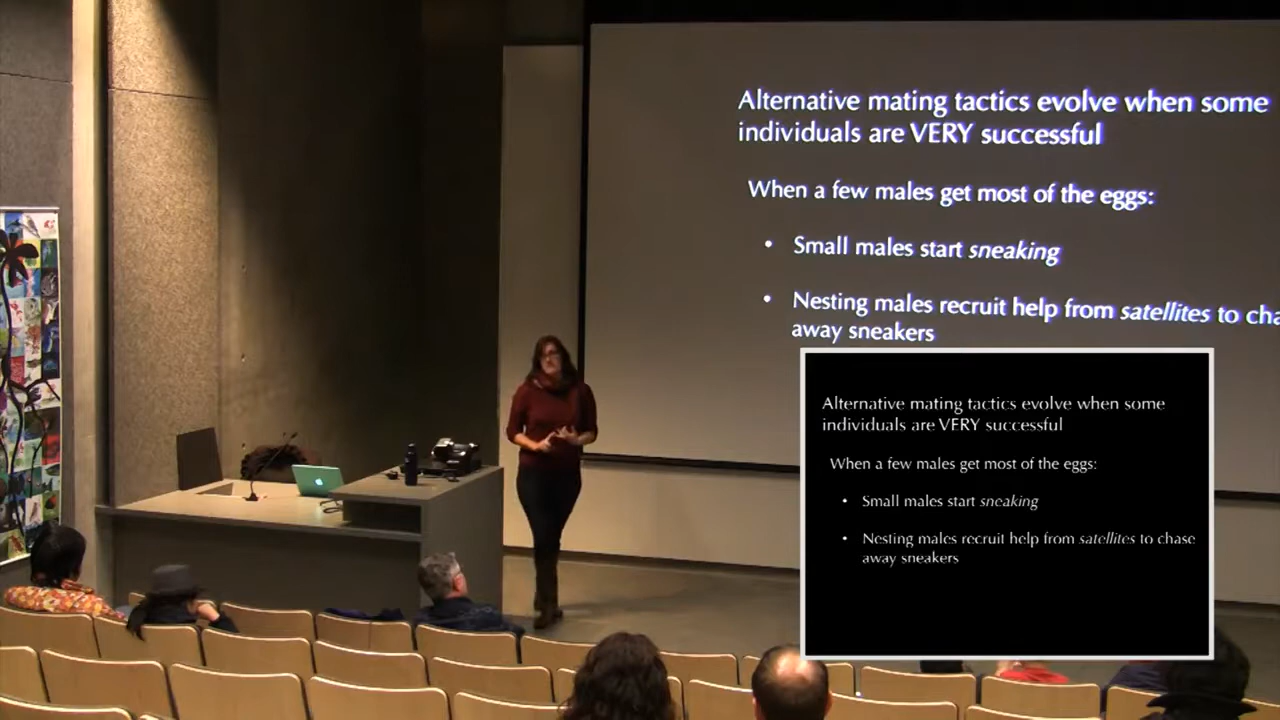 Alternative mating tactics evolve when some
individuals are VERY successful
When a few males get most of the eggs:
• Small males start sneaking
• Nesting males recruit help from satellites to cha
away sneakers
Alternative mating tactics evolve when some
individuals are VERY successful
When a few males get most of the eggs:
• Small males start sneaking
• Nesting males recruit help from satellites to chase
away sneakers